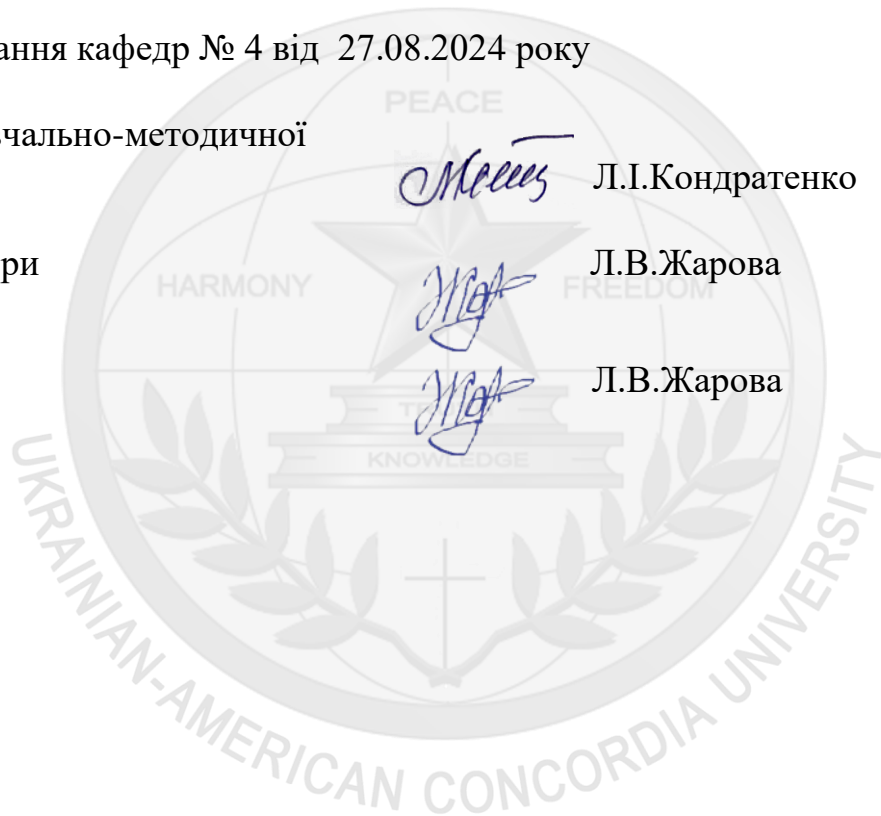 ання кафедр № 4 від 27.08.2024 року
PEACE
вчально-методичної
Л.І.Кондратенко
ри
Л.В.Жарова
HARMONY
FREEDOM
Л.В.Жарова
KNOWLEDGE
UKRAINIAN-AMERICAN CONCORDIA UNIVERSITY